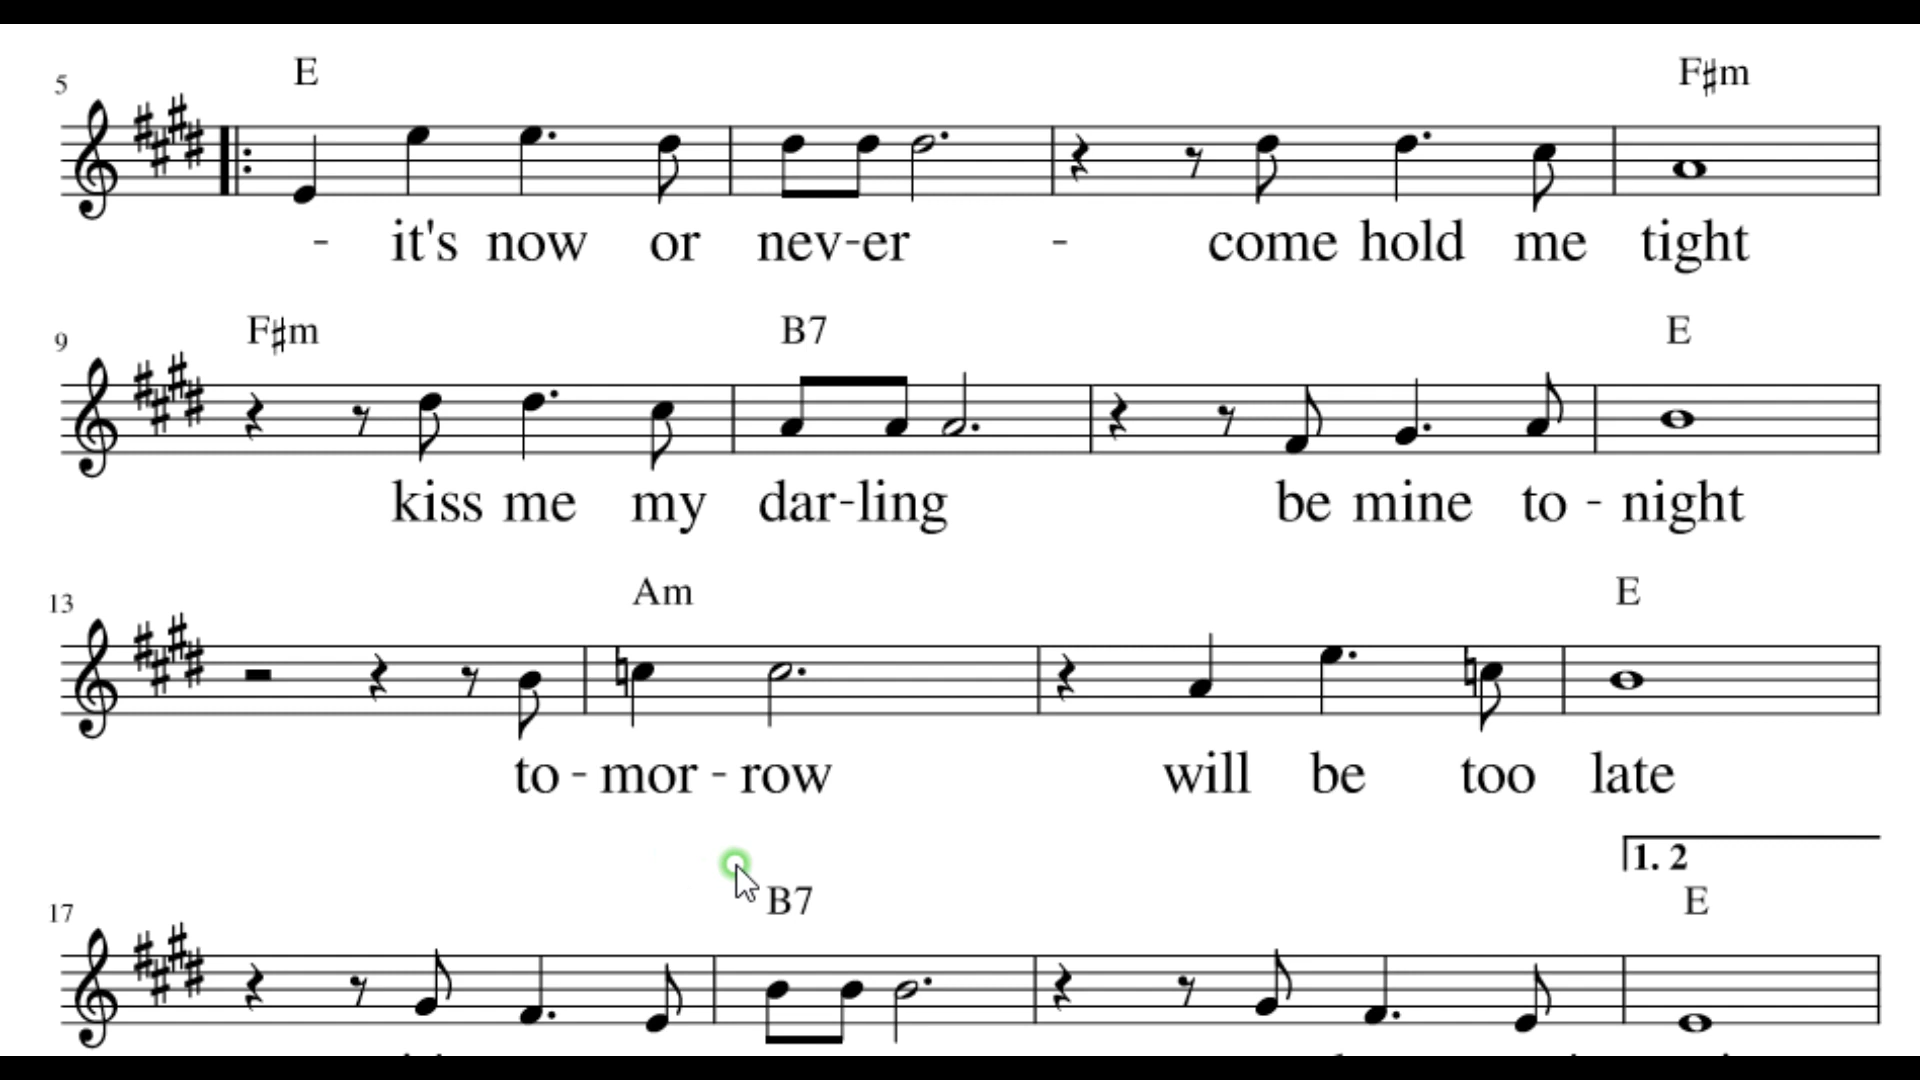 5 E F♯m
- it's now or nev-er - come hold me tight
9 F♯m B7 E
kiss me my dar-ling be mine to - night
13 Am E
to - mor - row will be too late
1. 2
17 B7 E